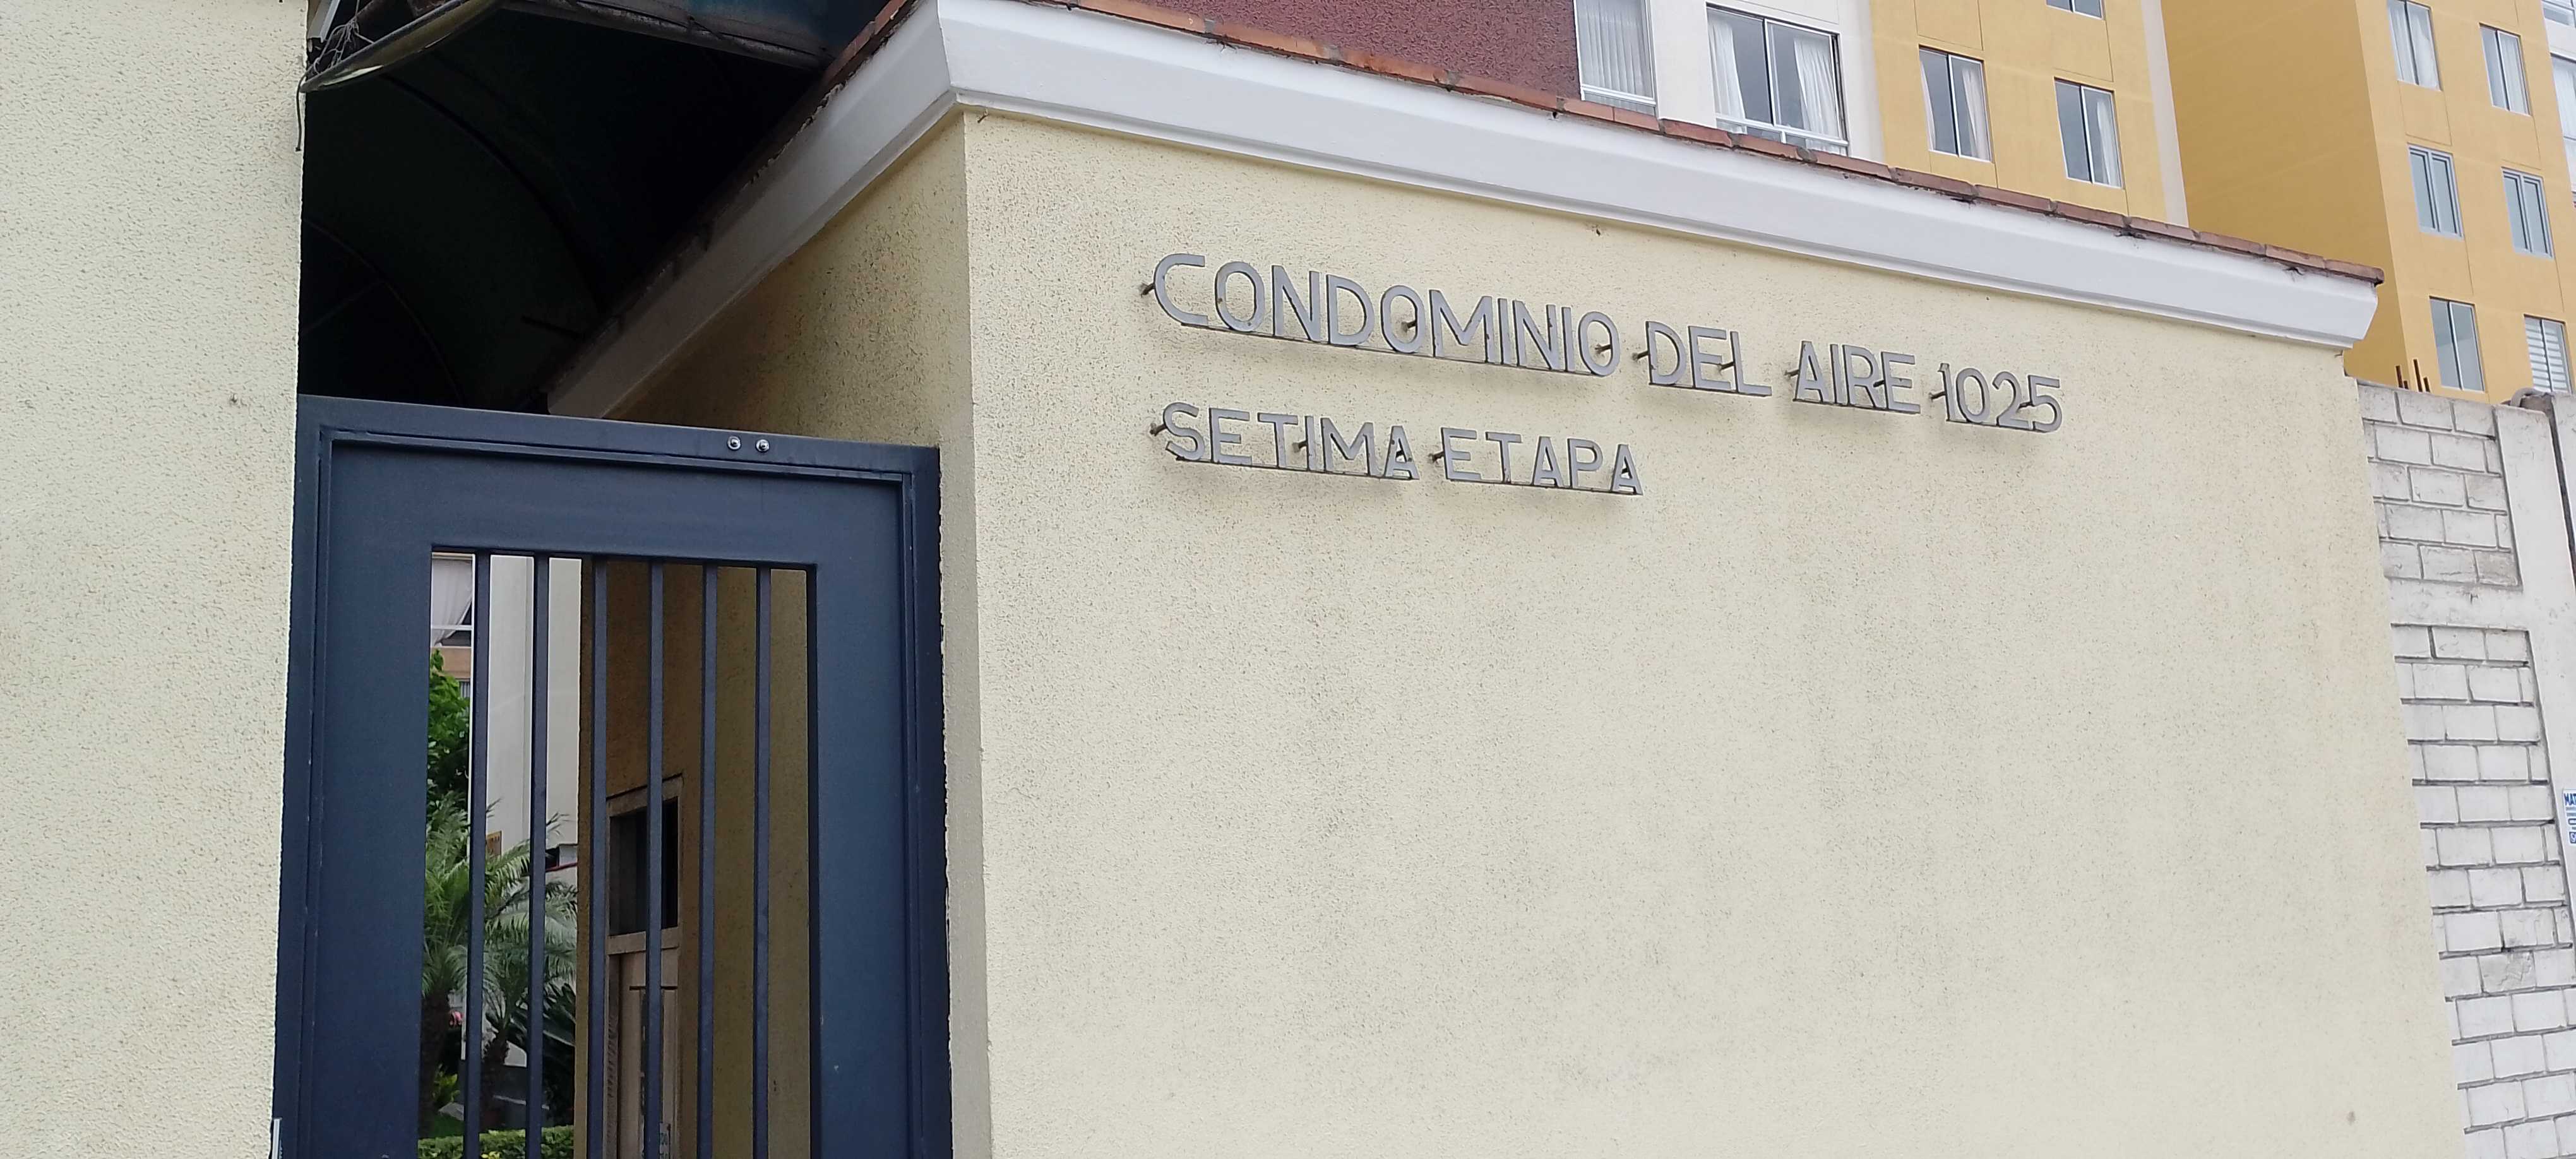 CONDOMINIO DEL AIRE 1025
SETIMA ETAPA